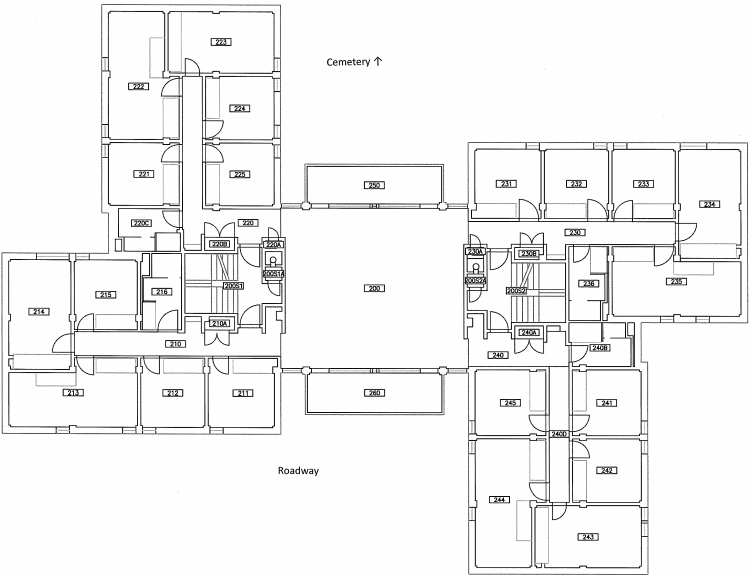 223
Cemetery ↑
222
224
221
225
250
231
232
233
234
220C
220
230
220B
220A
230A
230B
200S1A
200S2A
235
216
200S1
200
200S2
236
214
215
210A
240A
210
240
240B
213
212
211
260
245
241
240D
Roadway
242
244
243